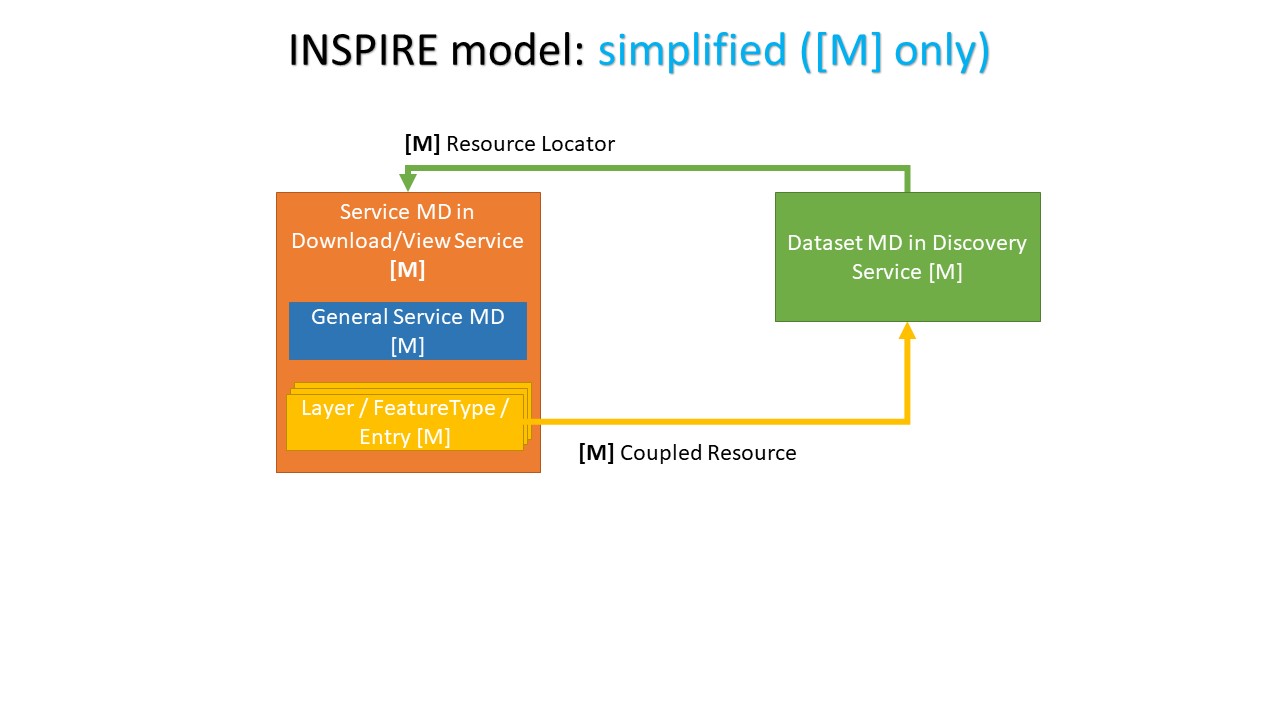 INSPIRE model: simplified ([M] only)
[M] Resource Locator
Service MD in
Download/View Service
[M]
General Service MD
[M]
Layer / FeatureType /
Entry [M]
Dataset MD in Discovery
Service [M]
[M] Coupled Resource